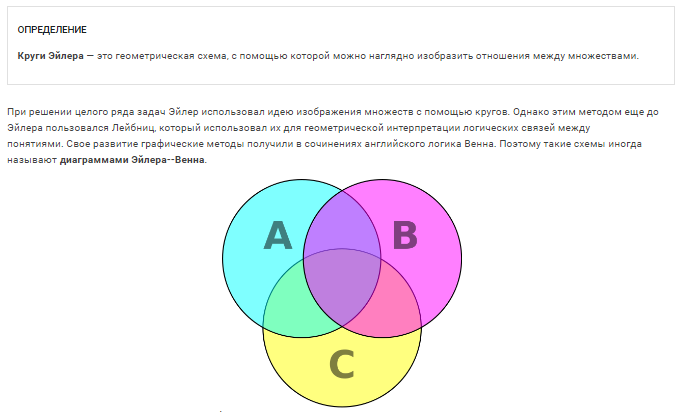 ОПРЕДЕЛЕНИЕ
Круги Эйлера — это геометрическая схема, с помощью которой можно наглядно изобразить отношения между множествами.
При решении целого ряда задач Эйлер использовал идею изображения множеств с помощью кругов. Однако этим методом еще до
Эйлера пользовался Лейбниц, который использовал их для геометрической интерпретации логических связей между
понятиями. Свое развитие графические методы получили в сочинениях английского логика Венна. Поэтому такие схемы иногда
называют диаграммами Эйлера--Венна.
A B
C